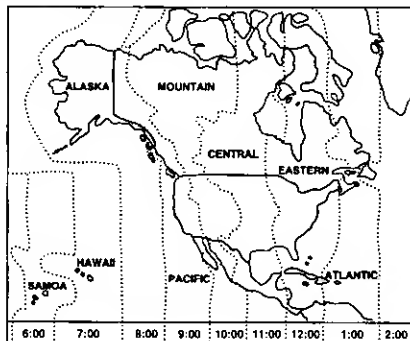 ALASKA
MOUNTAIN
CENTRAL
EASTERN
HAWAII
SAMOA
PACIFIC
ATLANTIC
6:00 7:00 8:00 9:00 10:00 11:00 12:00 1:00 2:00